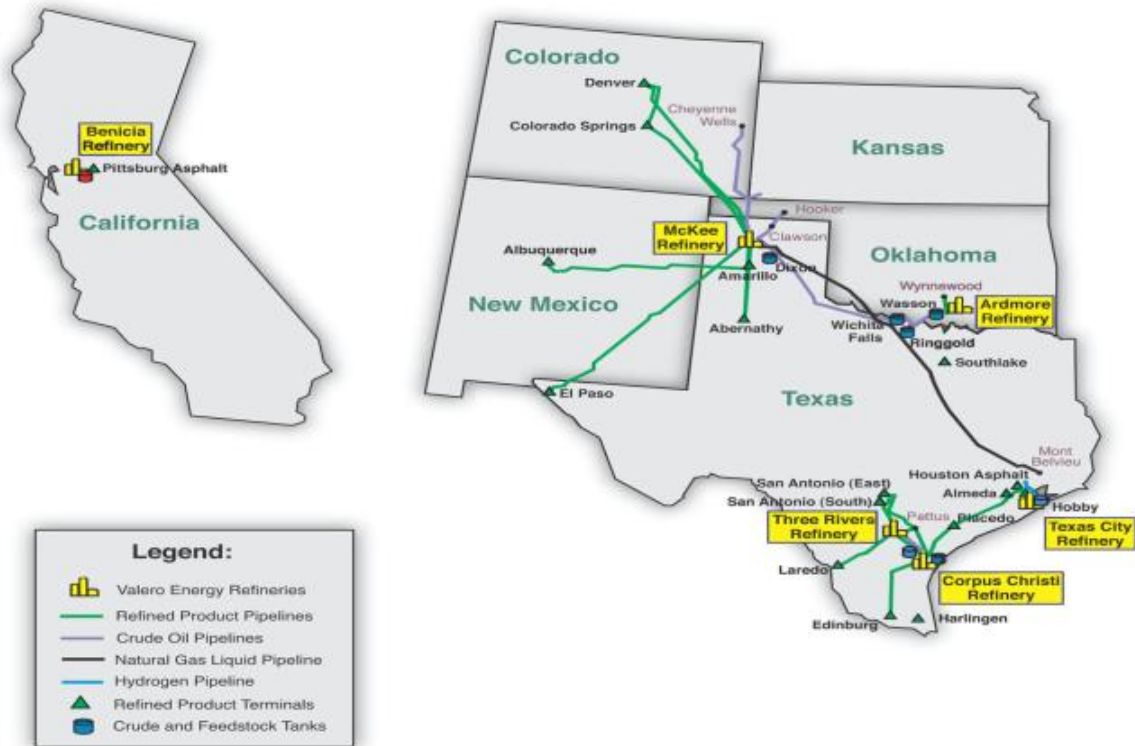 Benicia
Refinery
Pittsburg Asphalt
California
Colorado
Denver
Cheyenne
Wells
Colorado Springs
Kansas
Hooker
McKee
Refinery
Clawson
Albuquerque
Oklahoma
Amarillo
Dixon
Wynnewood
New Mexico
Wasson
Ardmore
Refinery
Abernathy
Wichita
Falls
Ringgold
Southlake
El Paso
Texas
Mont
Belvieu
Houston Asphalt
San Antonio (East)
Almeda
San Antonio (South)
Hobby
Pettus
Placedo
Three Rivers
Refinery
Texas City
Refinery
Laredo
Corpus Christi
Refinery
Edinburg
Harlingen
Legend:
Valero Energy Refineries
Refined Product Pipelines
Crude Oil Pipelines
Natural Gas Liquid Pipeline
Hydrogen Pipeline
Refined Product Terminals
Crude and Feedstock Tanks